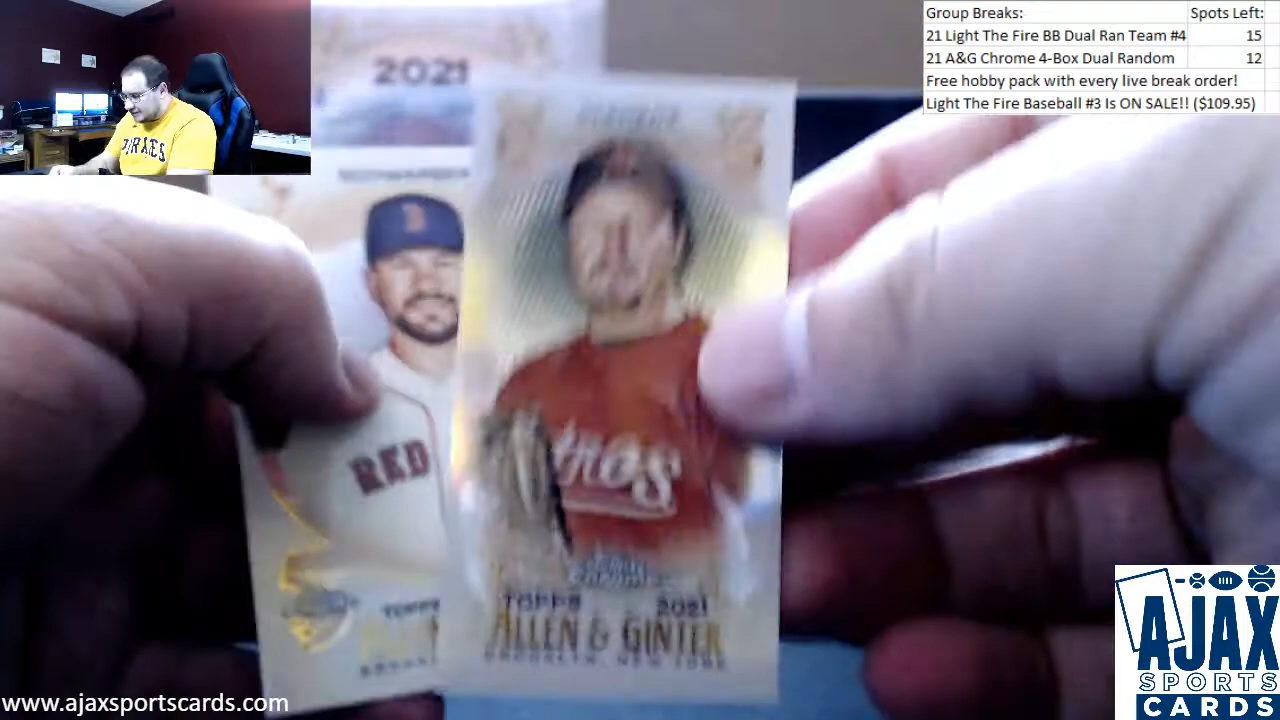 Group Breaks: Spots Left:
21 Light The Fire BB Dual Ran Team #4 15
21 A&G Chrome 4-Box Dual Random 12
Free hobby pack with every live break order!
Light The Fire Baseball #3 Is ON SALE!! ($109.95)
2021
PIRATES
B
RED
stros
TOPPS
TOPPS 2021
ALLEN & GINTER
BROOKLYN, NEW YORK
www.ajaxsportscards.com
AJAX
SPORTS
CARDS